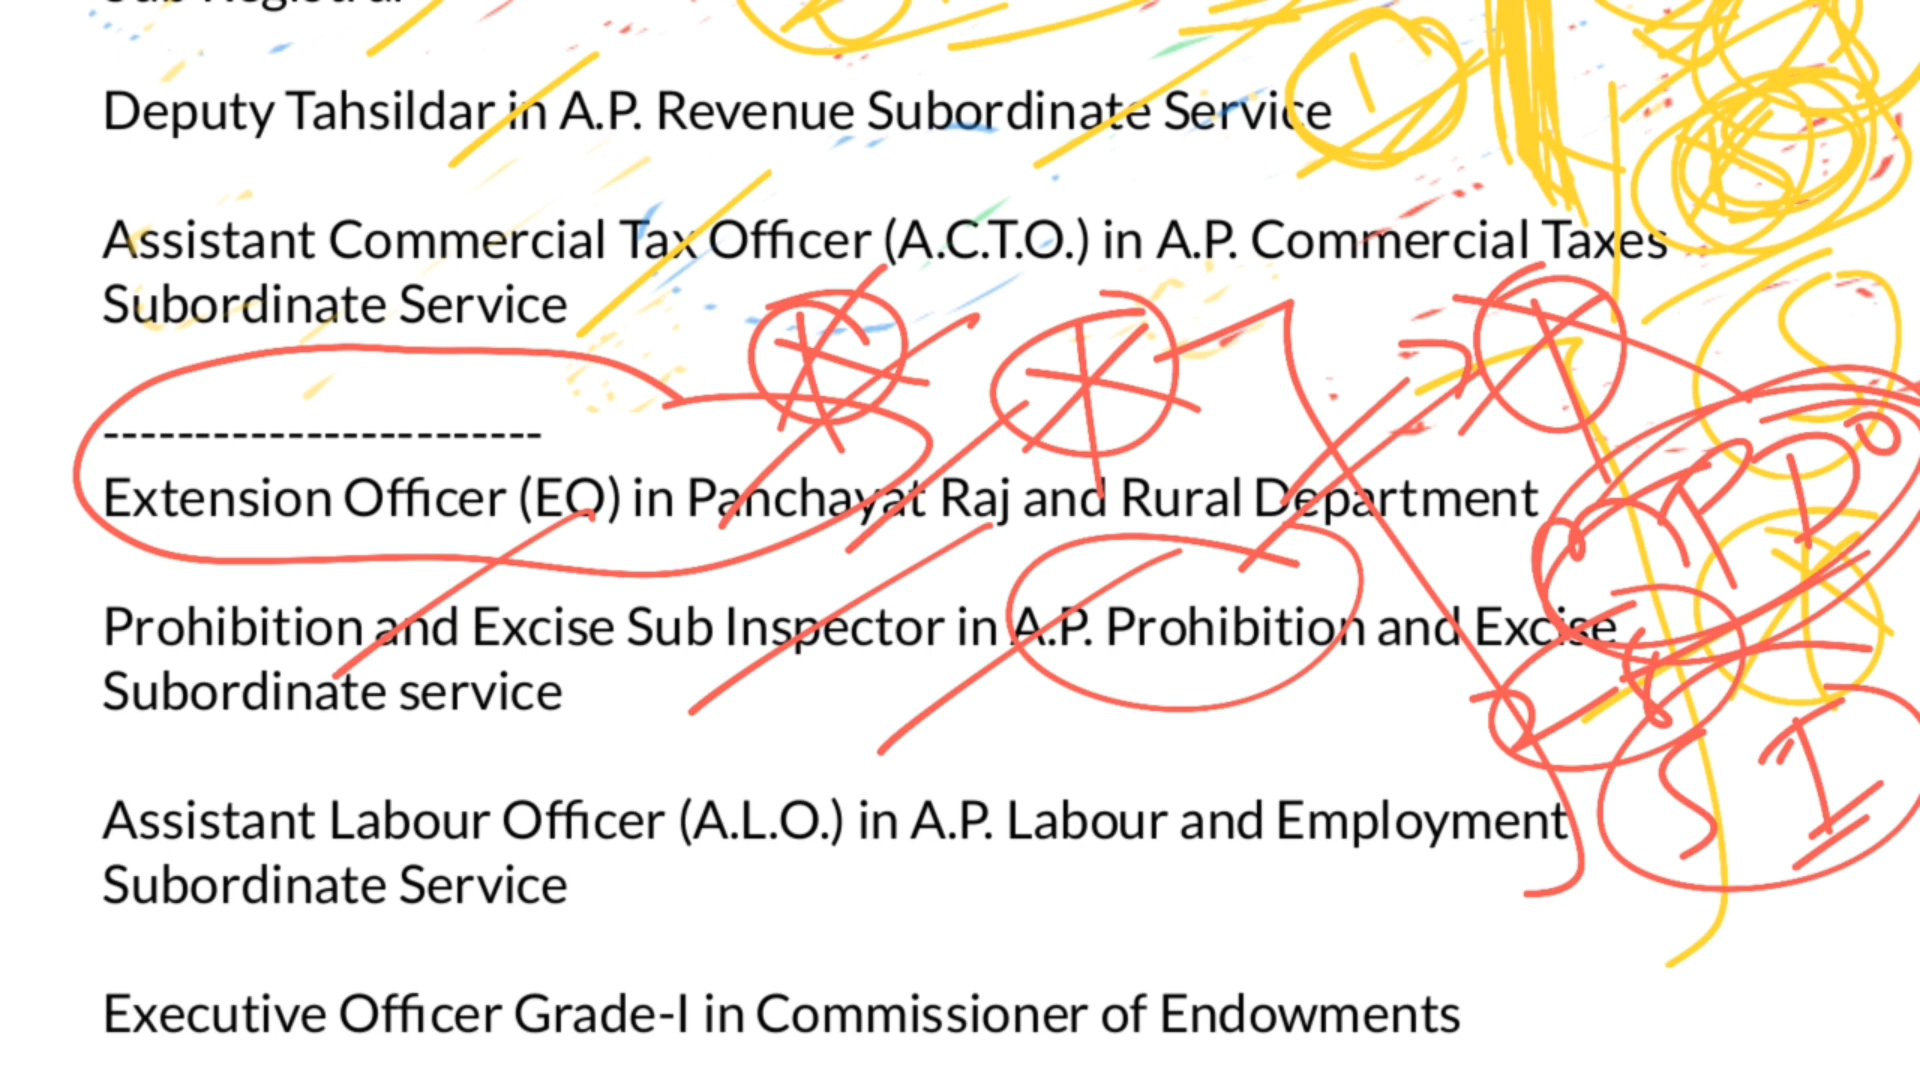 Sub Registrar
Deputy Tahsildar in A.P. Revenue Subordinate Service
Assistant Commercial Tax Officer (A.C.T.O.) in A.P. Commercial Taxes
Subordinate Service
------------------------
Extension Officer (EO) in Panchayat Raj and Rural Department
Prohibition and Excise Sub Inspector in A.P. Prohibition and Excise
Subordinate service
Assistant Labour Officer (A.L.O.) in A.P. Labour and Employment
Subordinate Service
Executive Officer Grade-I in Commissioner of Endowments